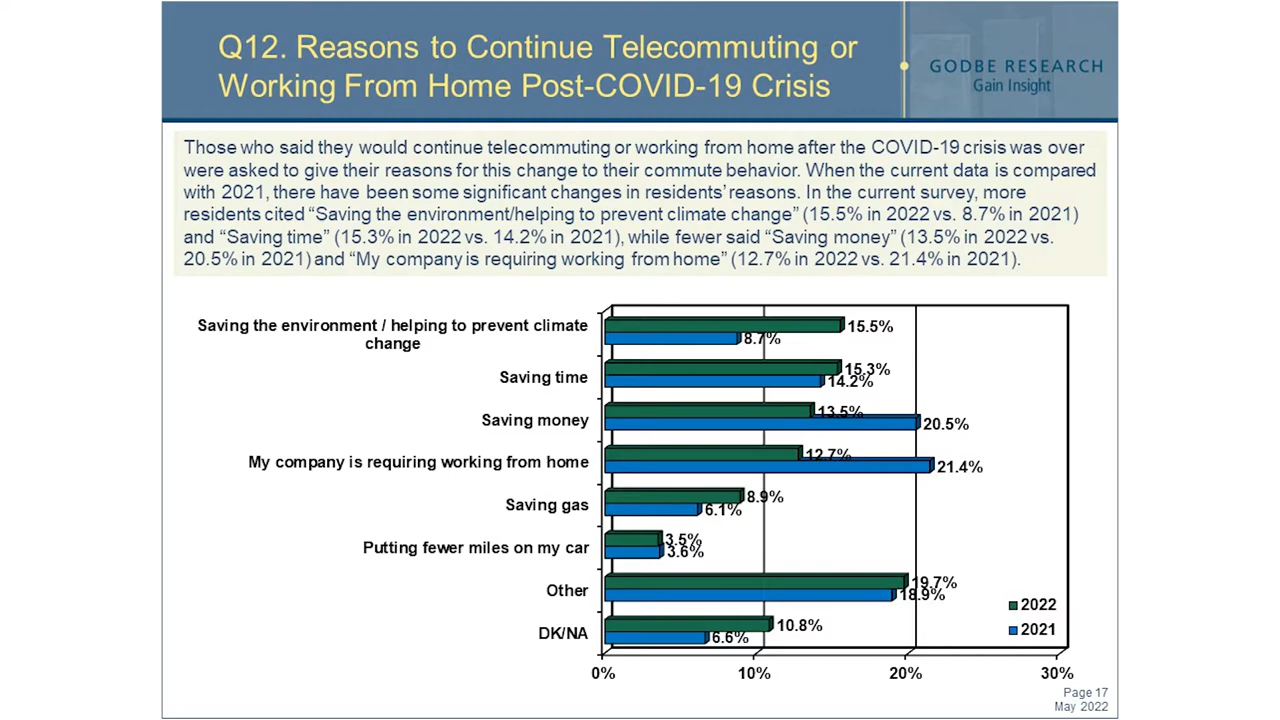 Q12. Reasons to Continue Telecommuting or
Working From Home Post-COVID-19 Crisis
GODBE RESEARCH
Gain Insight
Those who said they would continue telecommuting or working from home after the COVID-19 crisis was over
were asked to give their reasons for this change to their commute behavior. When the current data is compared
with 2021, there have been some significant changes in residents' reasons. In the current survey, more
residents cited “Saving the environment/helping to prevent climate change” (15.5% in 2022 vs. 8.7% in 2021)
and “Saving time” (15.3% in 2022 vs. 14.2% in 2021), while fewer said “Saving money” (13.5% in 2022 vs.
20.5% in 2021) and “My company is requiring working from home” (12.7% in 2022 vs. 21.4% in 2021).
Saving the environment / helping to prevent climate
change
15.5%
8.7%
Saving time
15.3%
14.2%
Saving money
13.5%
20.5%
My company is requiring working from home
12.7%
21.4%
Saving gas
8.9%
6.1%
Putting fewer miles on my car
3.5%
3.6%
Other
19.7%
18.9%
DK/NA
10.8%
6.6%
2022
2021
0%
10%
20%
30%
Page 17
May 2022